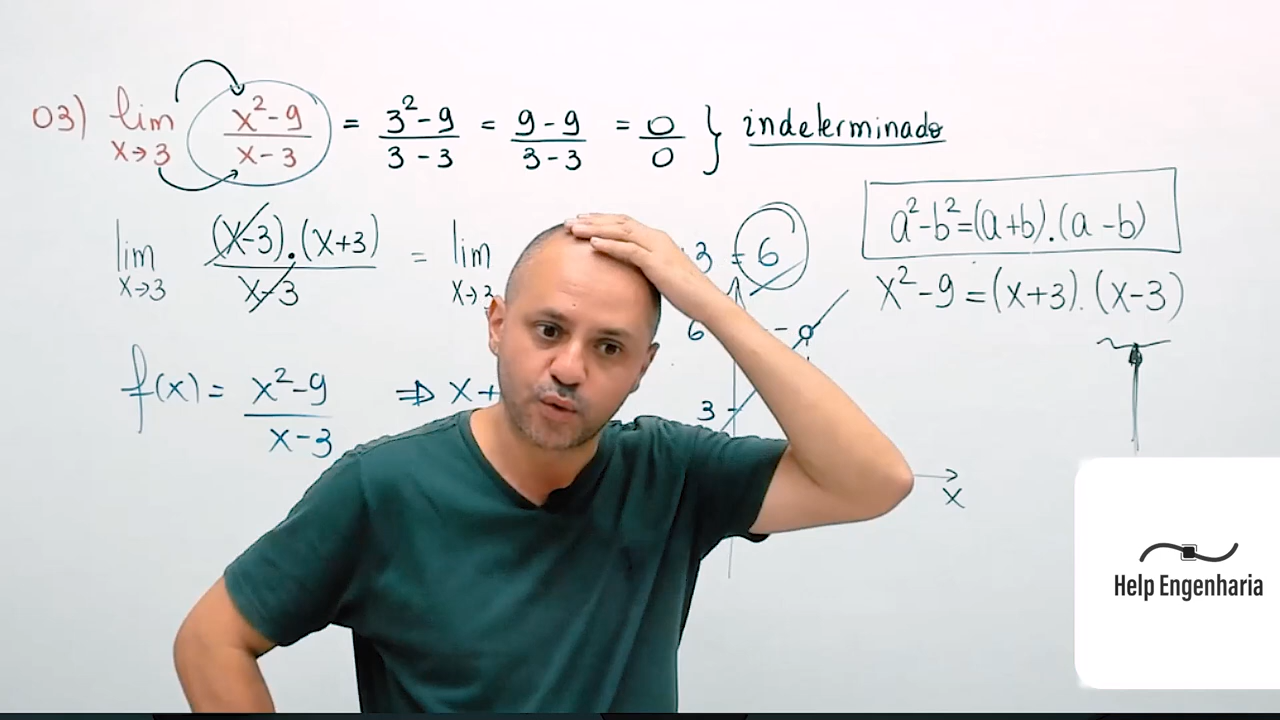 03) lim x→3 x²-9 / x-3 = 3²-9 / 3-3 = 9-9 / 3-3 = 0 / 0 } indeterminado
lim x→3 (x-3).(x+3) / x-3 = lim x→3 3 = 6
a²-b²=(a+b).(a-b)
x²-9=(x+3).(x-3)
f(x) = x²-9 / x-3 ⇒ x+
6
3
x
Help Engenharia